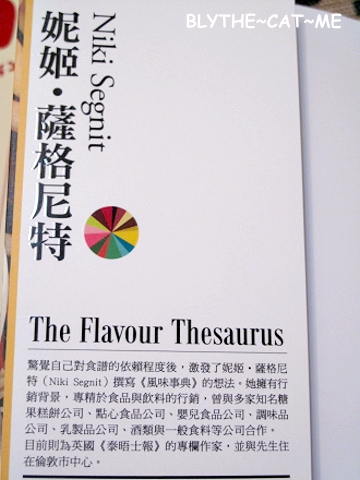 BLYTHE~CAT~ME
Niki Segnit
妮姬·薩格尼特
The Flavour Thesaurus
驚覺自己對食譜的依賴程度後，激發了妮姬·薩格尼
特（Niki Segnit）撰寫《風味事典》的想法。她擁有行
銷背景，專精於食品與飲料的行銷，曾與多家知名糖
果糕餅公司、點心食品公司、嬰兒食品公司、調味品
公司、乳製品公司、酒類與一般食料等公司合作。
目前則為英國《泰晤士報》的專欄作家，並與先生住
在倫敦市中心。